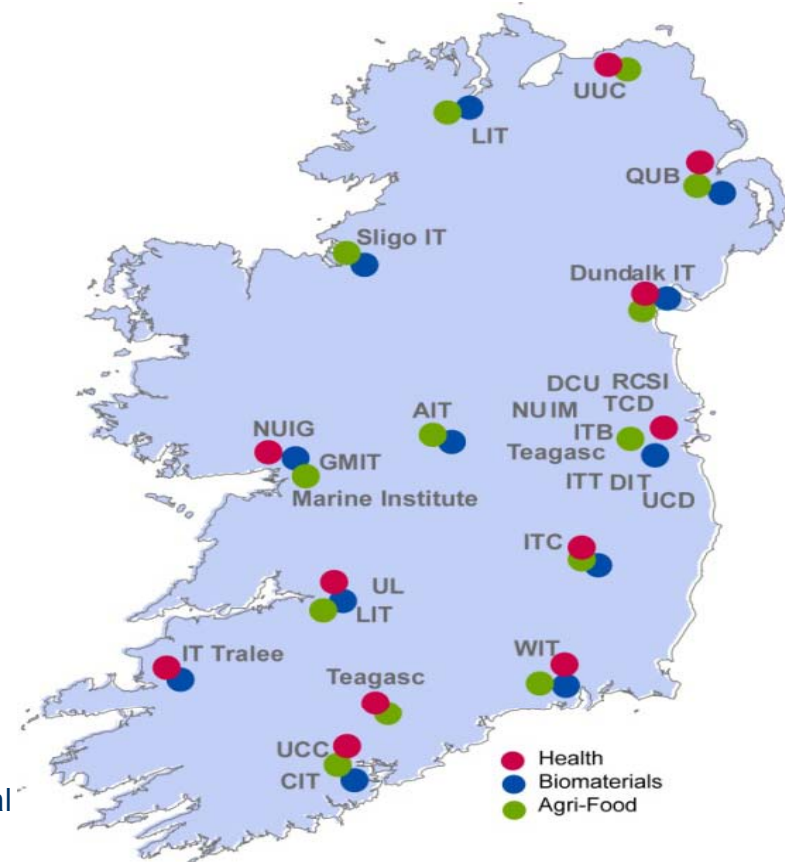 UUC
LIT
QUB
Sligo IT
Dundalk IT
DCU RCSI
NUIM TCD
AIT
NUIG
ITB
GMIT
Teagasc
Marine Institute
ITT DIT
UCD
ITC
UL
LIT
IT Tralee
WIT
Teagasc
UCC
CIT
Health
Biomaterials
Agri-Food
al